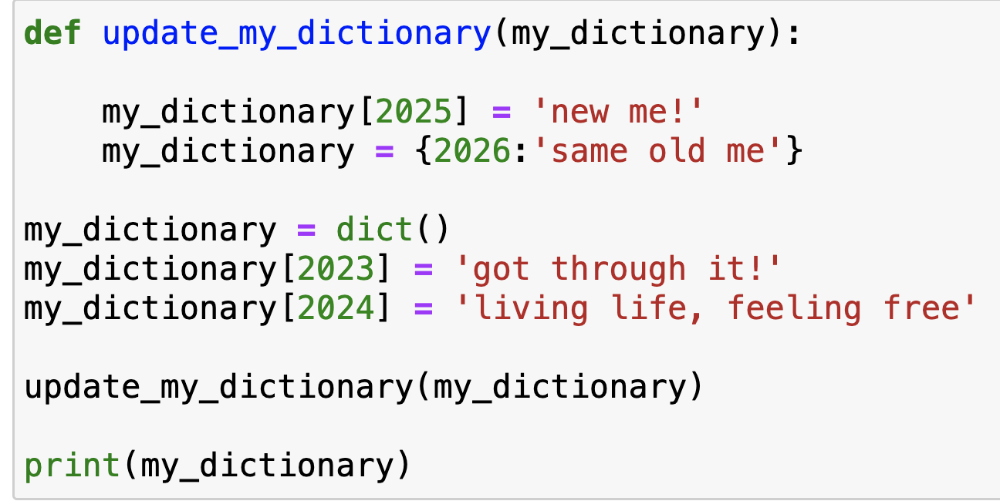 def update_my_dictionary(my_dictionary):
    my_dictionary[2025] = 'new me!'
    my_dictionary = {2026:'same old me'}
my_dictionary = dict()
my_dictionary[2023] = 'got through it!'
my_dictionary[2024] = 'living life, feeling free'
update_my_dictionary(my_dictionary)
print(my_dictionary)